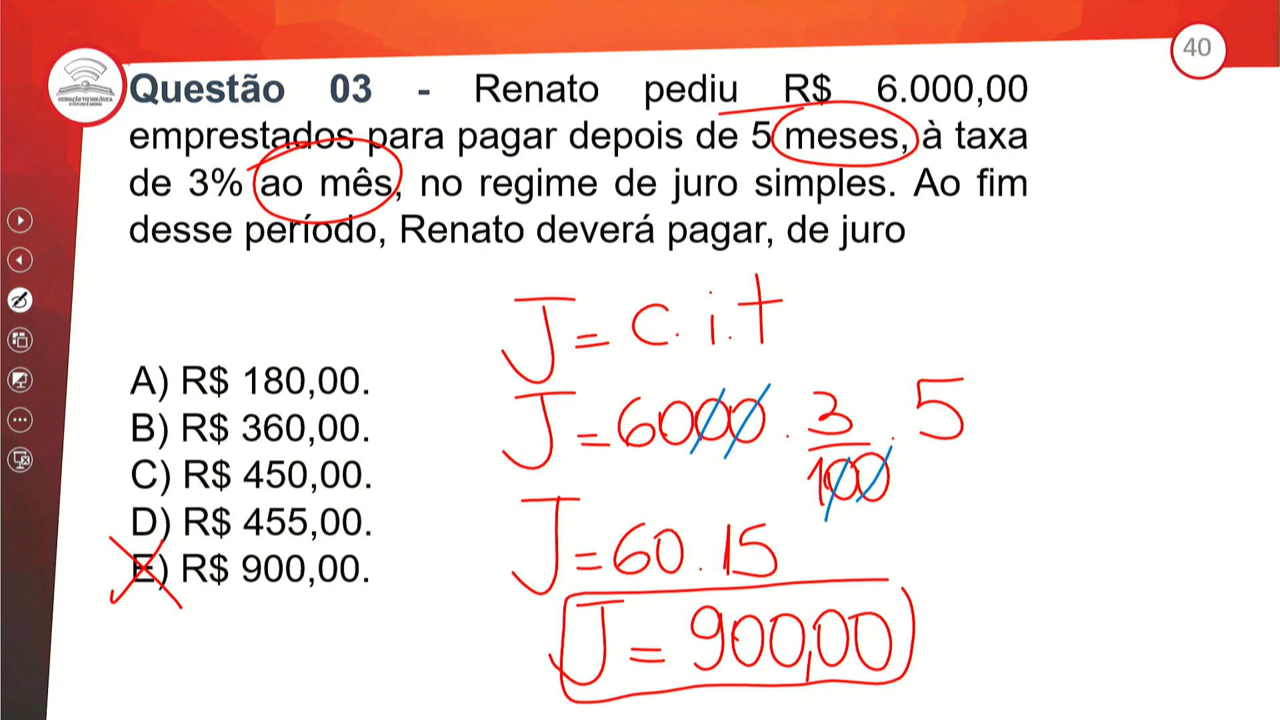 40
Questão 03 - Renato pediu R$ 6.000,00
emprestados para pagar depois de 5 meses, à taxa
de 3% ao mês, no regime de juro simples. Ao fim
desse período, Renato deverá pagar, de juro
J = c.i.t
J = 6000 . 3/100 . 5
J = 60.15
J = 900,00
A) R$ 180,00.
B) R$ 360,00.
C) R$ 450,00.
D) R$ 455,00.
E) R$ 900,00.